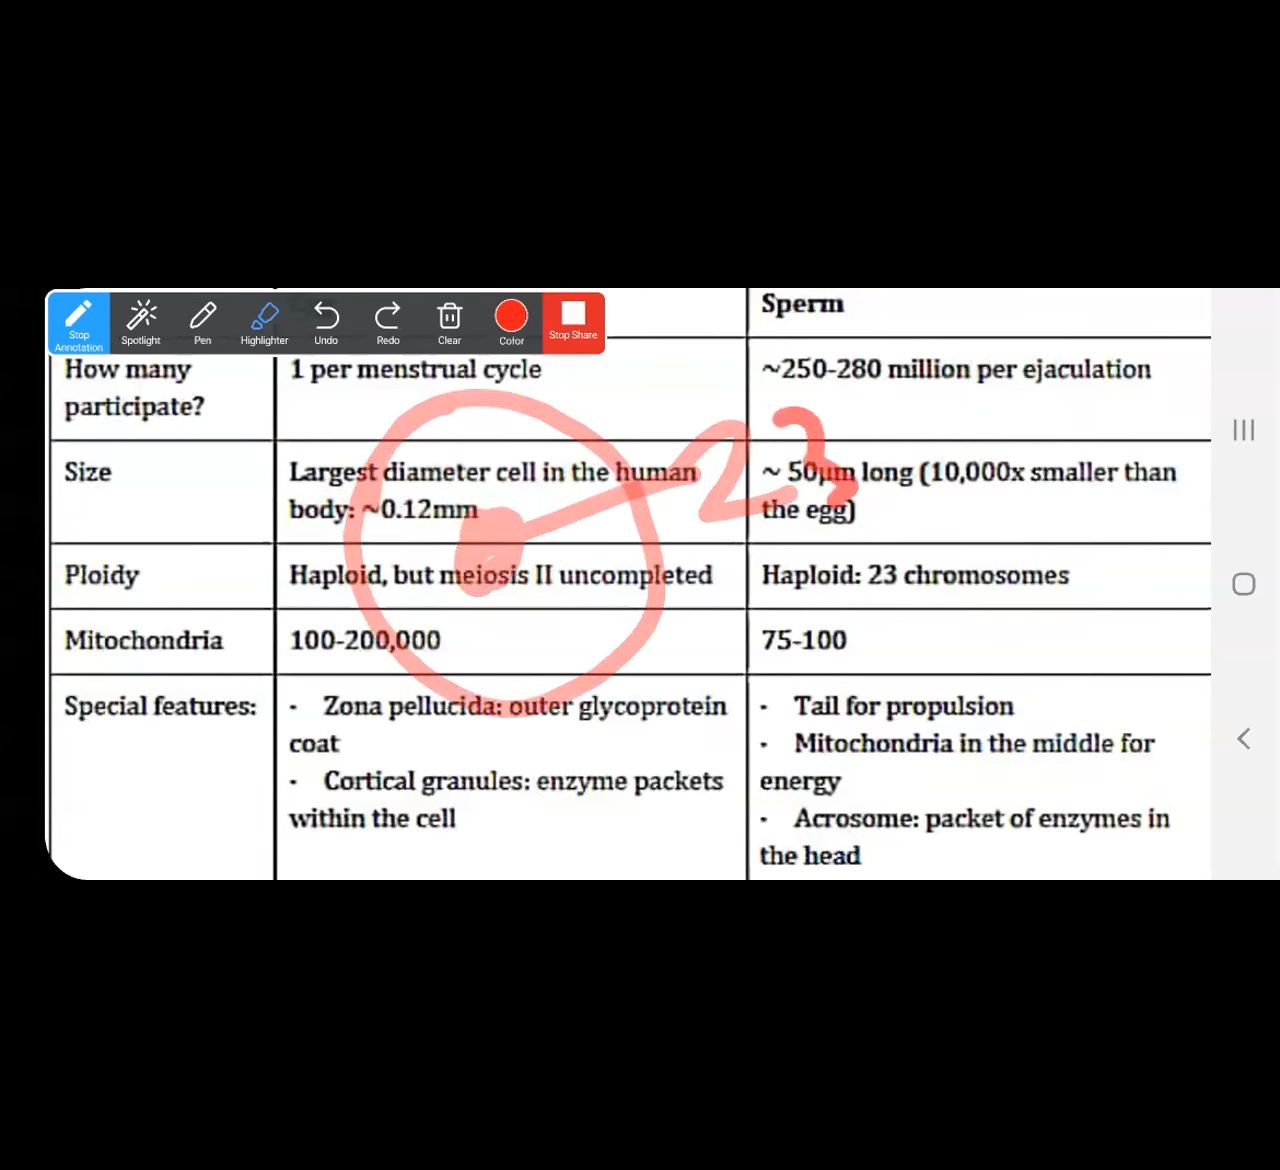 Stop Annotation
Spotlight
Pen
Highlighter
Undo
Redo
Clear
Color
Stop Share
Sperm
How many participate?
1 per menstrual cycle
~250-280 million per ejaculation
Size
Largest diameter cell in the human
body: ~0.12mm
23
~ 50µm long (10,000x smaller than
the egg)
Ploidy
Haploid, but meiosis II uncompleted
Haploid: 23 chromosomes
Mitochondria
100-200,000
75-100
Special features:
- Zona pellucida: outer glycoprotein
coat
- Cortical granules: enzyme packets
within the cell
- Tail for propulsion
- Mitochondria in the middle for
energy
- Acrosome: packet of enzymes in
the head